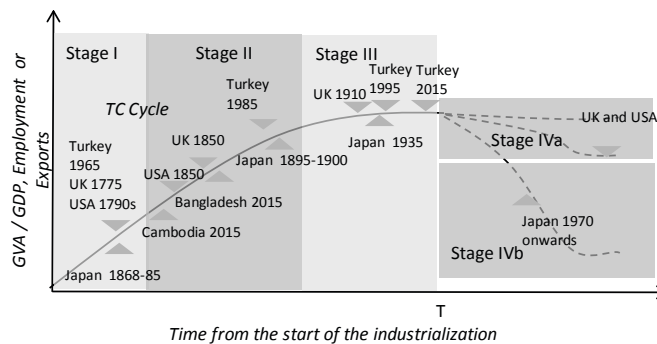 GVA / GDP, Employment or
Exports
Stage I
Stage II
Stage III
TC Cycle
Turkey
1965
UK 1775
USA 1790s
Japan 1868-85
Turkey
1985
UK 1850
USA 1850
Japan 1895-1900
Bangladesh 2015
Cambodia 2015
UK 1910
Turkey
1995
Turkey
2015
Japan 1935
UK and USA
Stage IVa
Japan 1970
onwards
Stage IVb
T
Time from the start of the industrialization